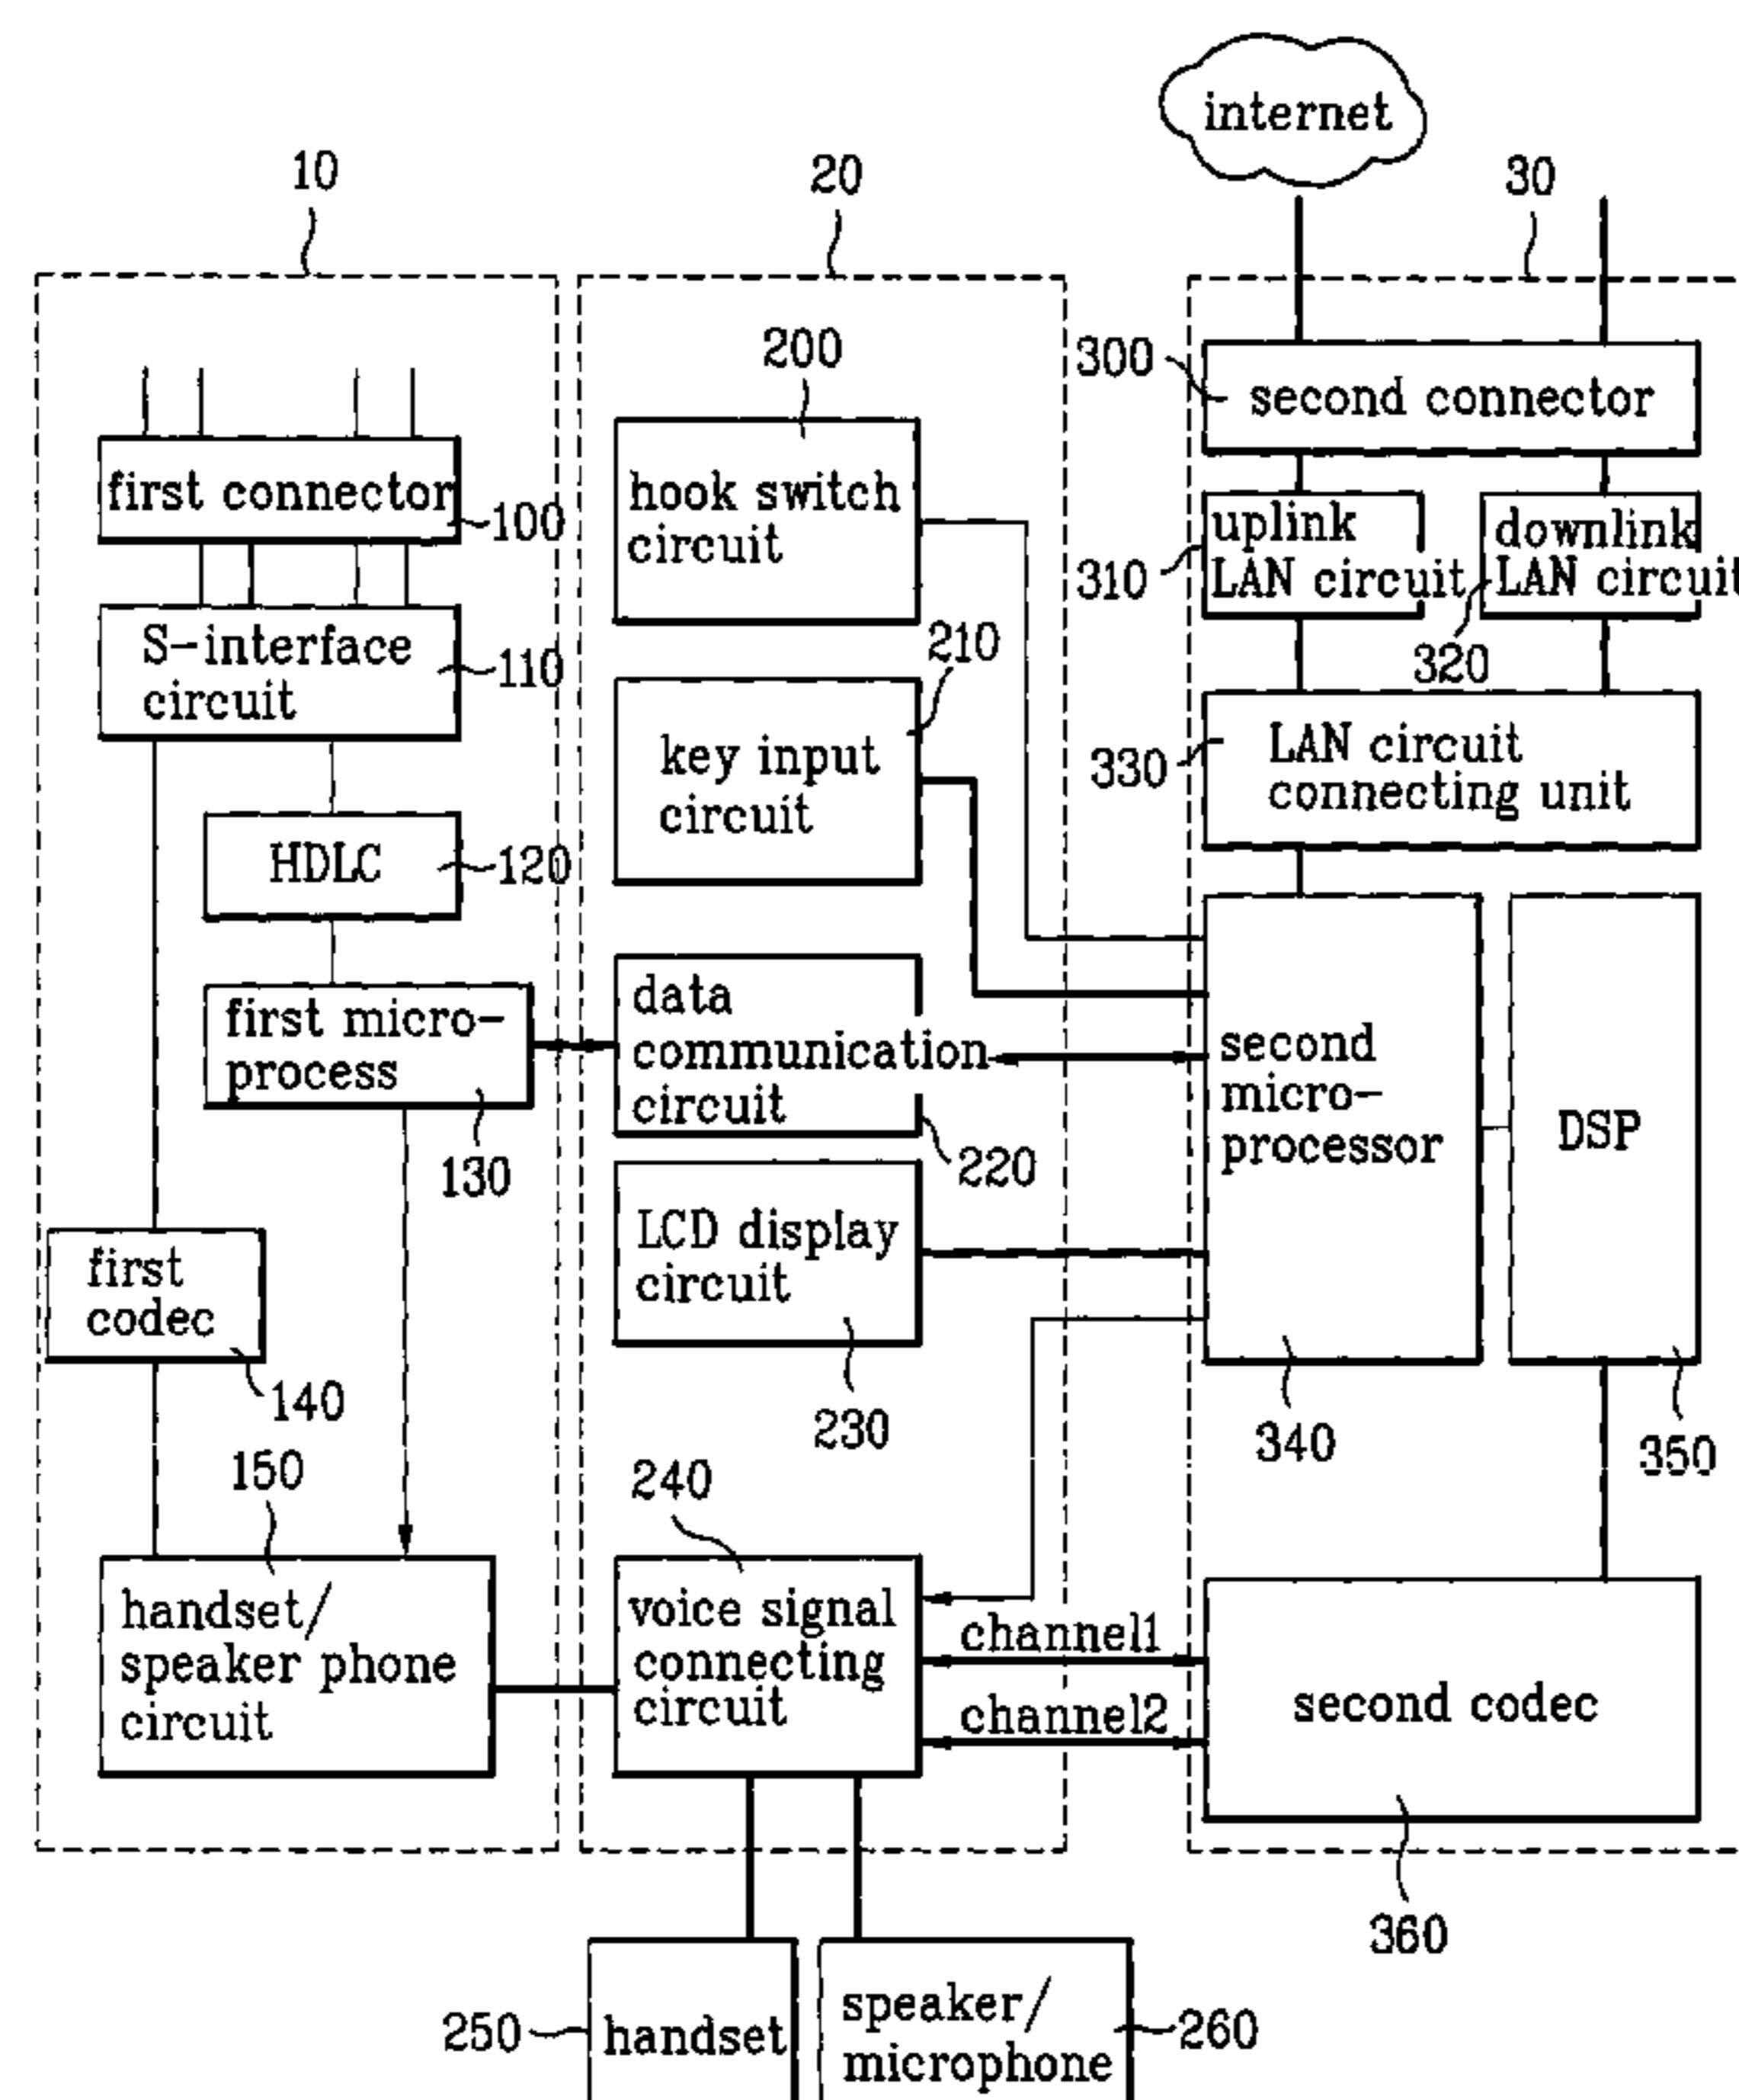 internet
10
20
30
first connector
100
S-interface
circuit
110
HDLC
120
first micro-
process
130
first
codec
140
150
handset/
speaker phone
circuit
200
hook switch
circuit
210
key input
circuit
data
communication
circuit
220
LCD display
circuit
230
240
voice signal
connecting
circuit
channel1
channel2
250
handset
speaker/
microphone
260
300
second connector
310
uplink
LAN circuit
downlink
LAN circuit
320
330
LAN circuit
connecting unit
second
micro-
processor
340
DSP
350
second codec
360